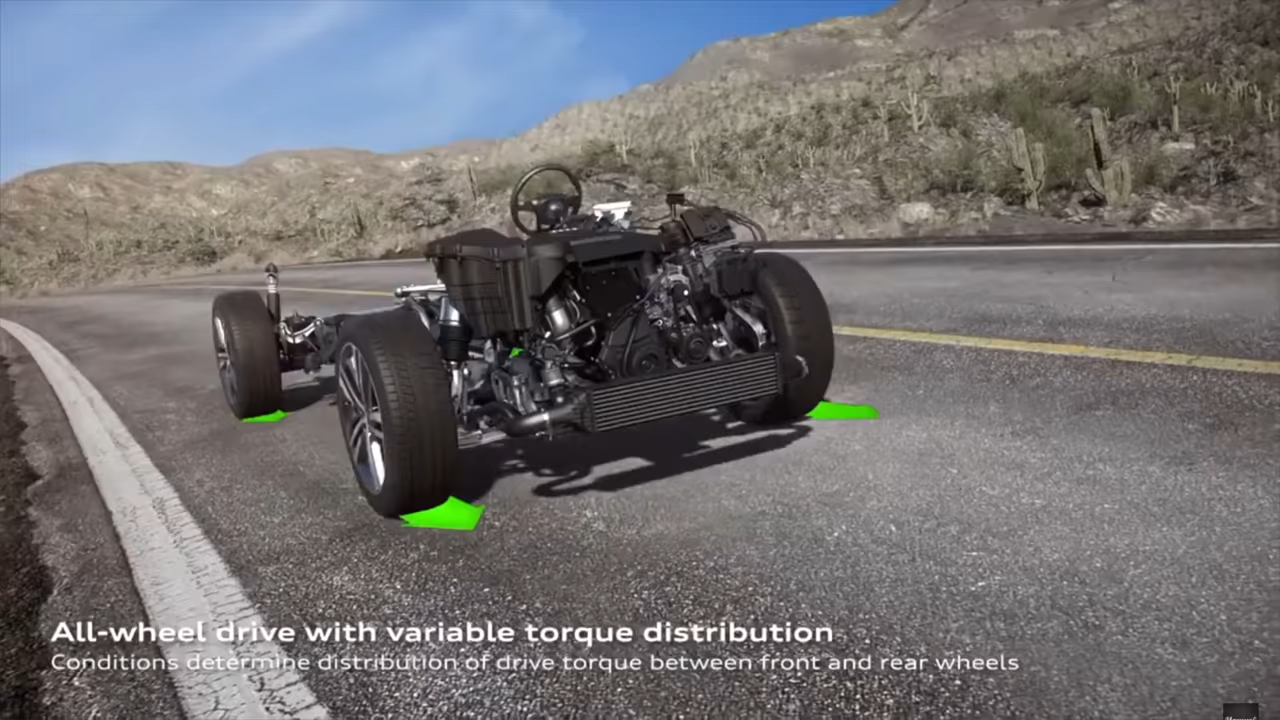 All-wheel drive with variable torque distribution
Conditions determine distribution of drive torque between front and rear wheels